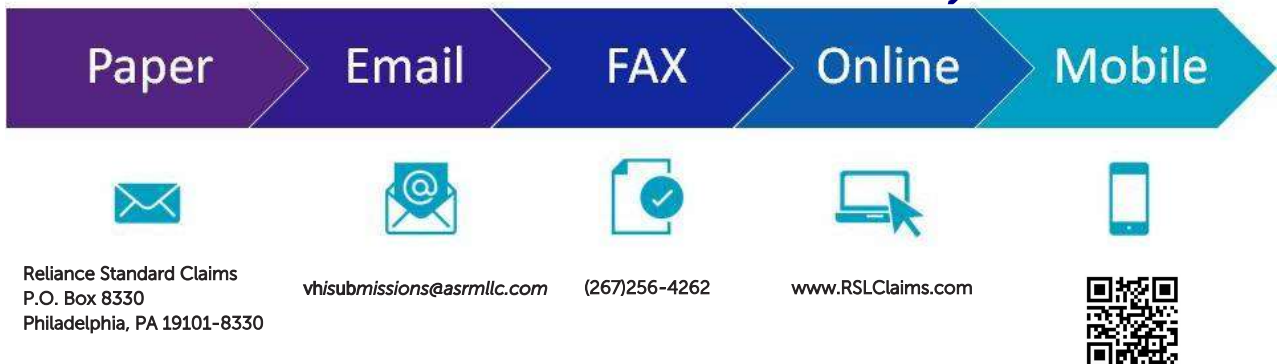 Paper
Email
FAX
Online
Mobile
Reliance Standard Claims
P.O. Box 8330
Philadelphia, PA 19101-8330
vhisubmissions@asrmllc.com
(267)256-4262
www.RSLClaims.com